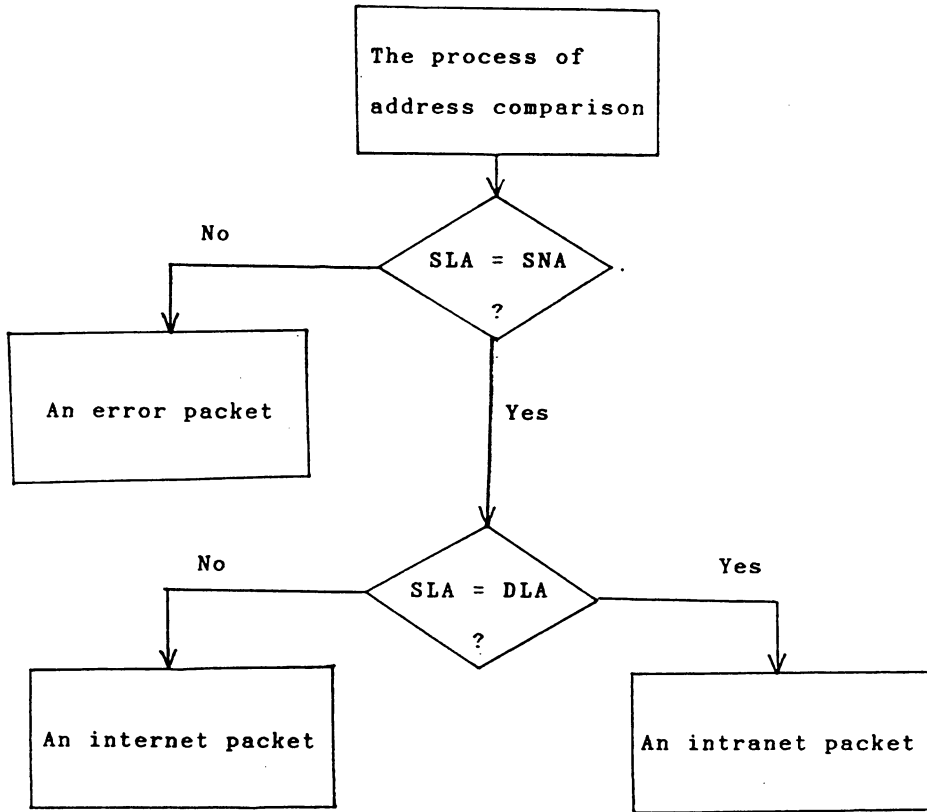 The process of
address comparison
No
SLA = SNA
?
An error packet
Yes
No
SLA = DLA
?
Yes
An internet packet
An intranet packet